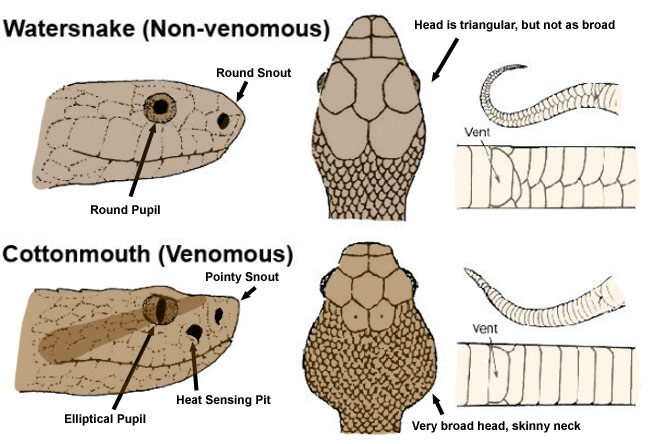 Watersnake (Non-venomous)
Head is triangular, but not as broad
Round Snout
Round Pupil
Vent
Cottonmouth (Venomous)
Pointy Snout
Elliptical Pupil
Heat Sensing Pit
Vent
Very broad head, skinny neck